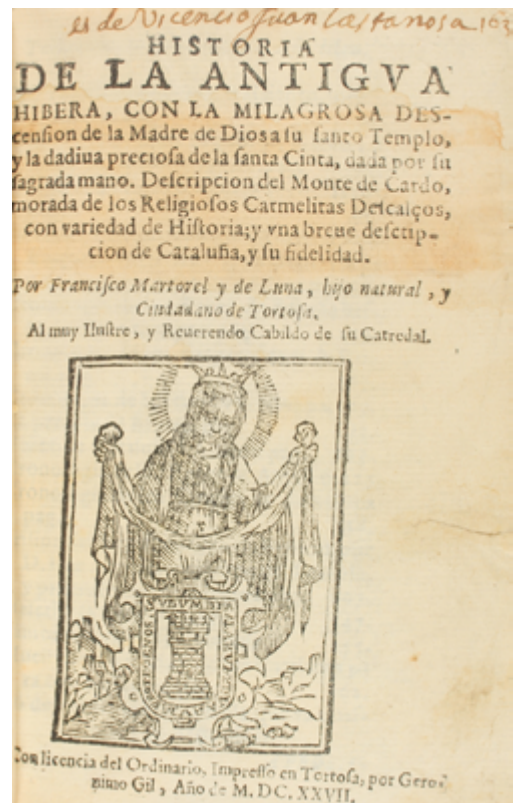 es de Vicencio Juan Castanosa 163
HISTORIA
DE LA ANTIGVA
HIBERA, CON LA MILAGROSA DES-
cension de la Madre de Dios a su santo Templo,
y la dadiua preciosa de la santa Cinta, dada por su
sagrada mano. Descripcion del Monte de Cardo,
morada de los Religiosos Carmelitas Descalços,
con variedad de Historia; y vna breue descrip-
cion de Cataluña, y su fidelidad.
Por Francisco Martorel y de Luna, hijo natural, y
Ciudadano de Tortosa.
Al muy Ilustre, y Reuerendo Cabildo de su Catredal.
SVBVMBRA
Con licencia del Ordinario, Impresso en Tortosa, por Gero-
nimo Gil, Año de M. DC. XXVII.